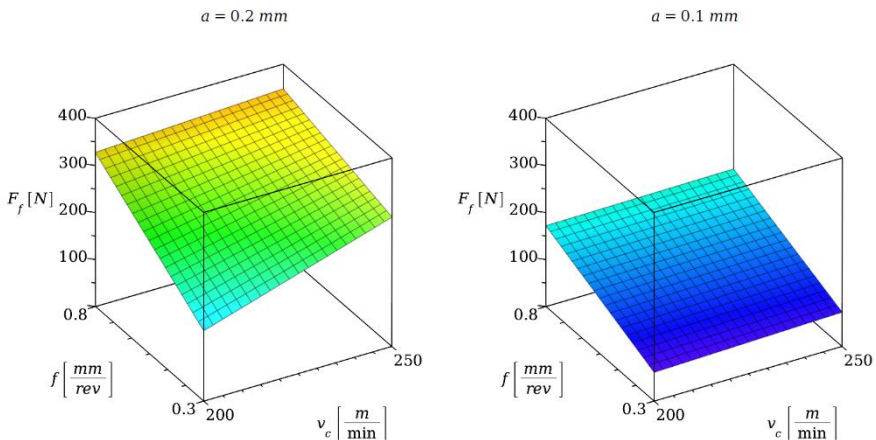 a = 0.2 mm
400
300
F_f [N]
200
100
0.8
f [mm/rev]
0.3
200
v_c [m/min]
250
a = 0.1 mm
400
300
F_f [N]
200
100
0.8
f [mm/rev]
0.3
200
v_c [m/min]
250